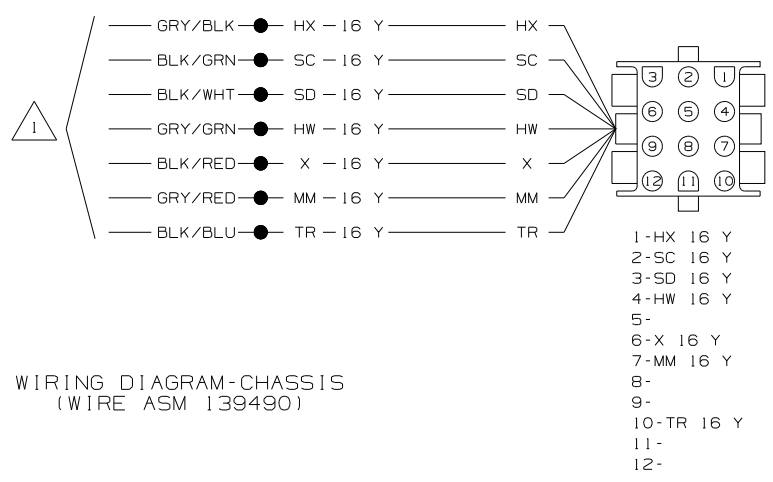 GRY/BLK HX - 16 Y HX
BLK/GRN SC - 16 Y SC
BLK/WHT SD - 16 Y SD
GRY/GRN HW - 16 Y HW
BLK/RED X - 16 Y X
GRY/RED MM - 16 Y MM
BLK/BLU TR - 16 Y TR
1
3 2 1
6 5 4
9 8 7
12 11 10
1-HX 16 Y
2-SC 16 Y
3-SD 16 Y
4-HW 16 Y
5-
6-X 16 Y
7-MM 16 Y
8-
9-
10-TR 16 Y
11-
12-
WIRING DIAGRAM-CHASSIS
(WIRE ASM 139490)